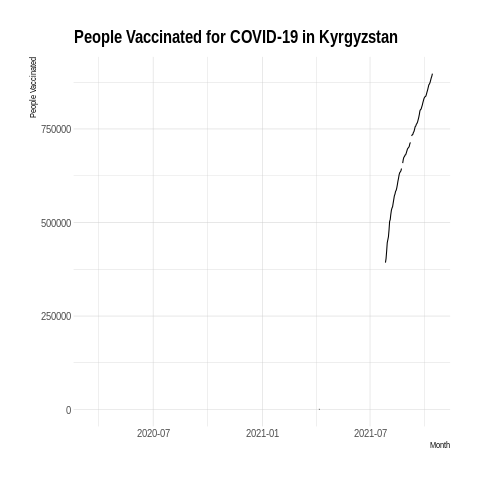 People Vaccinated for COVID-19 in Kyrgyzstan
People Vaccinated
750000
500000
250000
0
2020-07 2021-01 2021-07
Month